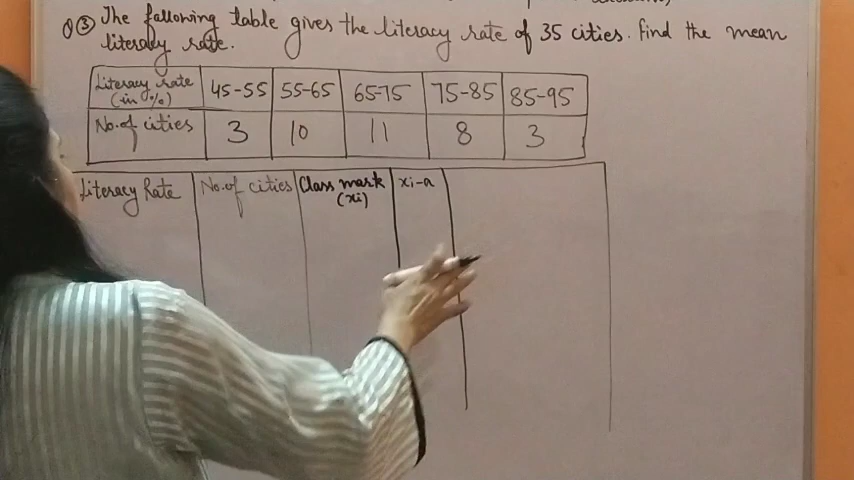 Q③ The following table gives the literacy rate of 35 cities. Find the mean
literacy rate.
Literacy rate (in %) 45-55 55-65 65-75 75-85 85-95
No. of cities 3 10 11 8 3
Literacy Rate No. of cities Class mark (xi) xi-a